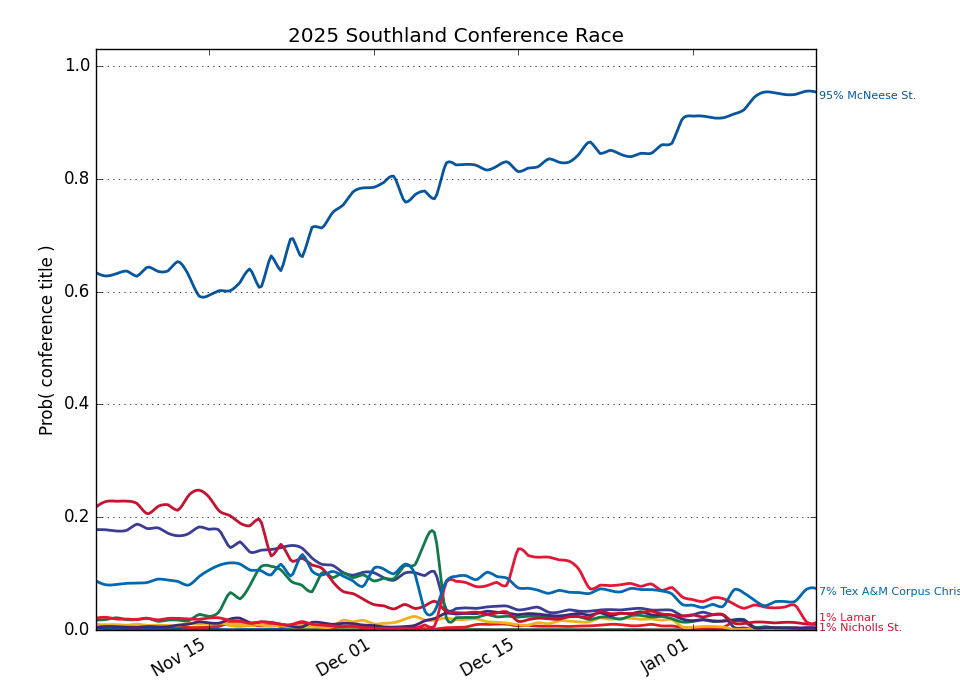 2025 Southland Conference Race
1.0
0.8
0.6
0.4
0.2
0.0
Prob( conference title )
Nov 15
Dec 01
Dec 15
Jan 01
95% McNeese St.
7% Tex A&M Corpus Chris
1% Lamar
1% Nicholls St.